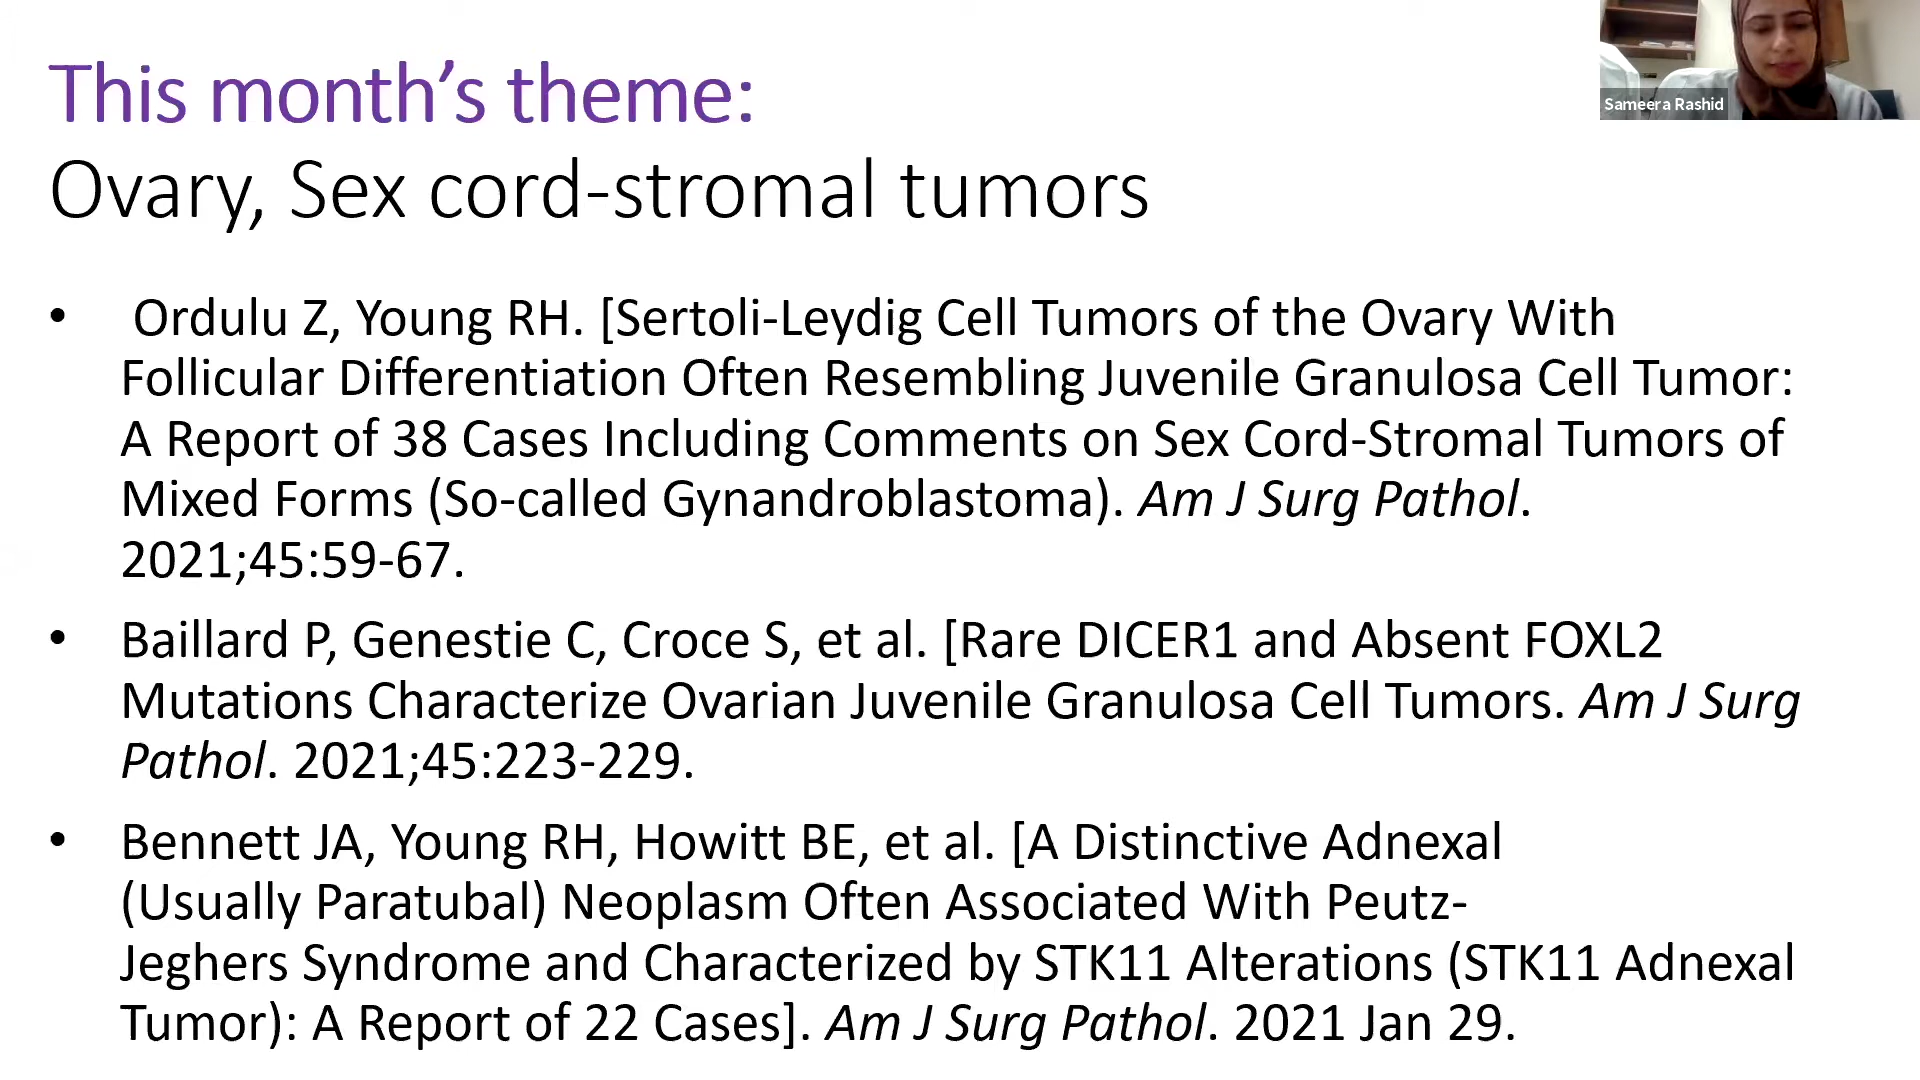 This month’s theme:
Ovary, Sex cord-stromal tumors
Sameera Rashid
• Ordulu Z, Young RH. [Sertoli-Leydig Cell Tumors of the Ovary With
Follicular Differentiation Often Resembling Juvenile Granulosa Cell Tumor:
A Report of 38 Cases Including Comments on Sex Cord-Stromal Tumors of
Mixed Forms (So-called Gynandroblastoma). Am J Surg Pathol.
2021;45:59-67.
• Baillard P, Genestie C, Croce S, et al. [Rare DICER1 and Absent FOXL2
Mutations Characterize Ovarian Juvenile Granulosa Cell Tumors. Am J Surg
Pathol. 2021;45:223-229.
• Bennett JA, Young RH, Howitt BE, et al. [A Distinctive Adnexal
(Usually Paratubal) Neoplasm Often Associated With Peutz-
Jeghers Syndrome and Characterized by STK11 Alterations (STK11 Adnexal
Tumor): A Report of 22 Cases]. Am J Surg Pathol. 2021 Jan 29.